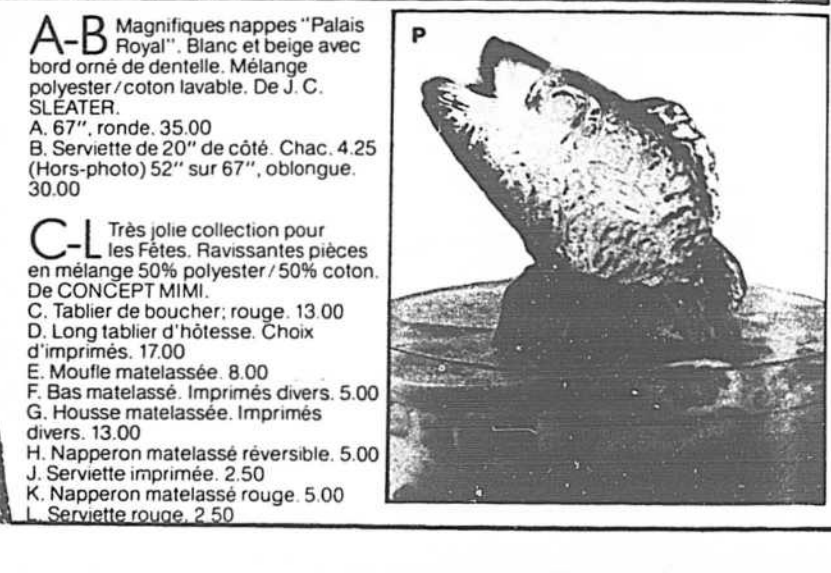 A-B Magnifiques nappes "Palais
Royal". Blanc et beige avec
bord orné de dentelle. Mélange
polyester/coton lavable. De J. C.
SLEATER.
A. 67", ronde. 35.00
B. Serviette de 20" de côté. Chac. 4.25
(Hors-photo) 52" sur 67", oblongue.
30.00
C-L Très jolie collection pour
les Fêtes. Ravissantes pièces
en mélange 50% polyester/50% coton.
De CONCEPT MIMI.
C. Tablier de boucher; rouge. 13.00
D. Long tablier d'hôtesse. Choix
d'imprimés. 17.00
E. Moufle matelassée. 8.00
F. Bas matelassé. Imprimés divers. 5.00
G. Housse matelassée. Imprimés
divers. 13.00
H. Napperon matelassé réversible. 5.00
J. Serviette imprimée. 2.50
K. Napperon matelassé rouge. 5.00
L. Serviette rouge. 2.50
P